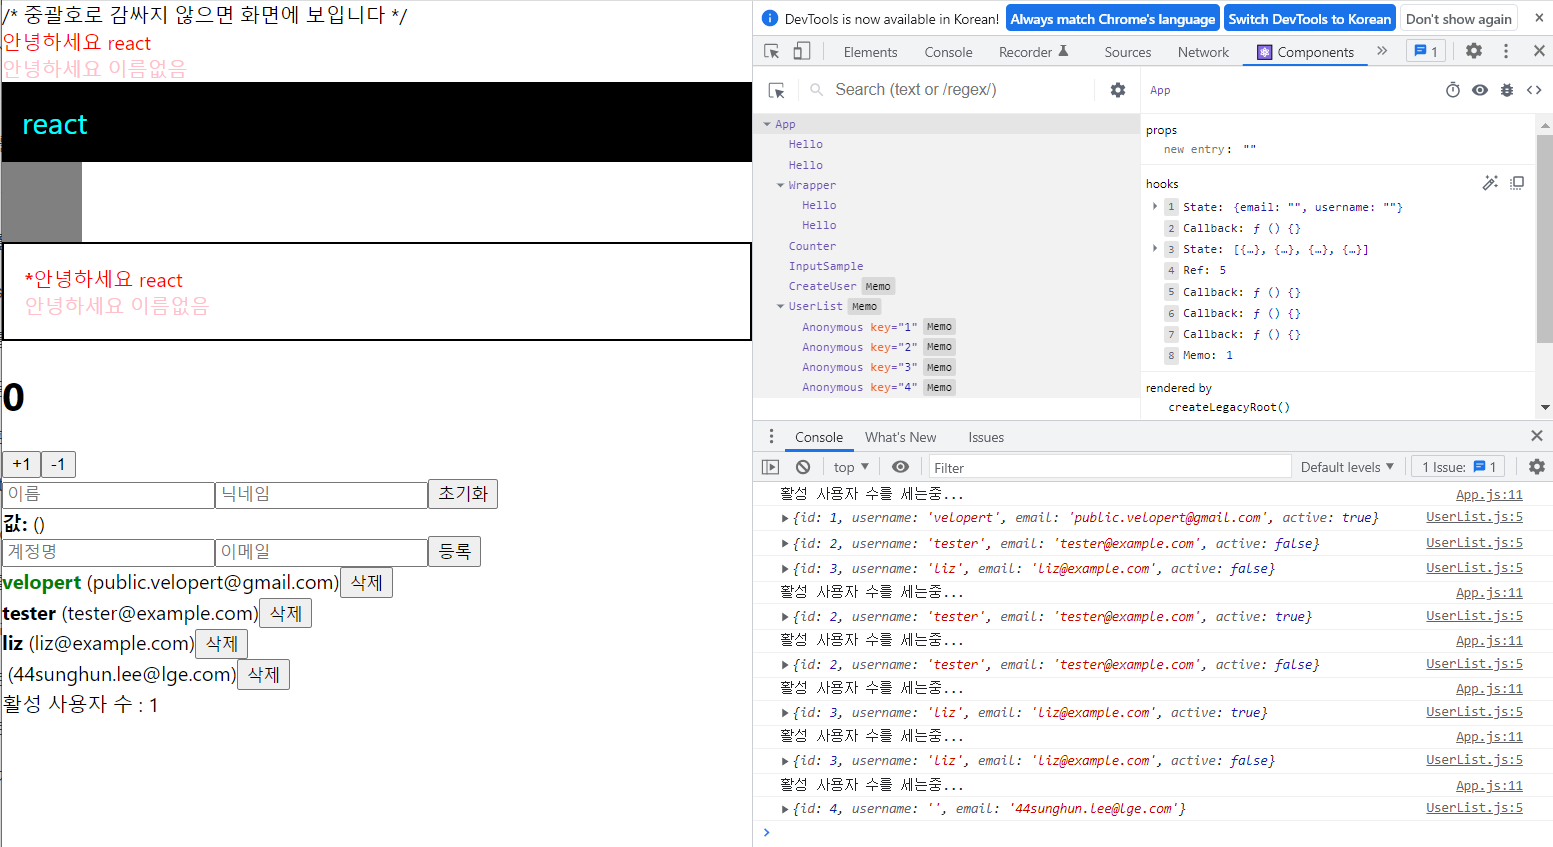 /* 중괄호로 감싸지 않으면 화면에 보입니다 */
안녕하세요 react
안녕하세요 이름없음
react
*안녕하세요 react
안녕하세요 이름없음
0
+1 -1
이름 닉네임 초기화
값: ()
계정명 이메일 등록
velopert (public.velopert@gmail.com) 삭제
tester (tester@example.com) 삭제
liz (liz@example.com) 삭제
(44sunghun.lee@lge.com) 삭제
활성 사용자 수 : 1
DevTools is now available in Korean! Always match Chrome's language Switch DevTools to Korean Don't show again
Elements Console Recorder Sources Network Components 1
Search (text or /regex/)
App
Hello
Hello
Wrapper
Hello
Hello
Counter
InputSample
CreateUser Memo
UserList Memo
Anonymous key="1" Memo
Anonymous key="2" Memo
Anonymous key="3" Memo
Anonymous key="4" Memo
App
props
new entry: ""
hooks
1 State: {email: "", username: ""}
2 Callback: ƒ () {}
3 State: [{…}, {…}, {…}, {…}]
4 Ref: 5
5 Callback: ƒ () {}
6 Callback: ƒ () {}
7 Callback: ƒ () {}
8 Memo: 1
rendered by
createLegacyRoot()
Console What's New Issues
top Filter Default levels 1 Issue: 1
활성 사용자 수를 세는중... App.js:11
{id: 1, username: 'velopert', email: 'public.velopert@gmail.com', active: true} UserList.js:5
{id: 2, username: 'tester', email: 'tester@example.com', active: false} UserList.js:5
{id: 3, username: 'liz', email: 'liz@example.com', active: false} UserList.js:5
활성 사용자 수를 세는중... App.js:11
{id: 2, username: 'tester', email: 'tester@example.com', active: true} UserList.js:5
활성 사용자 수를 세는중... App.js:11
{id: 2, username: 'tester', email: 'tester@example.com', active: false} UserList.js:5
활성 사용자 수를 세는중... App.js:11
{id: 3, username: 'liz', email: 'liz@example.com', active: true} UserList.js:5
활성 사용자 수를 세는중... App.js:11
{id: 3, username: 'liz', email: 'liz@example.com', active: false} UserList.js:5
활성 사용자 수를 세는중... App.js:11
{id: 4, username: '', email: '44sunghun.lee@lge.com'} UserList.js:5